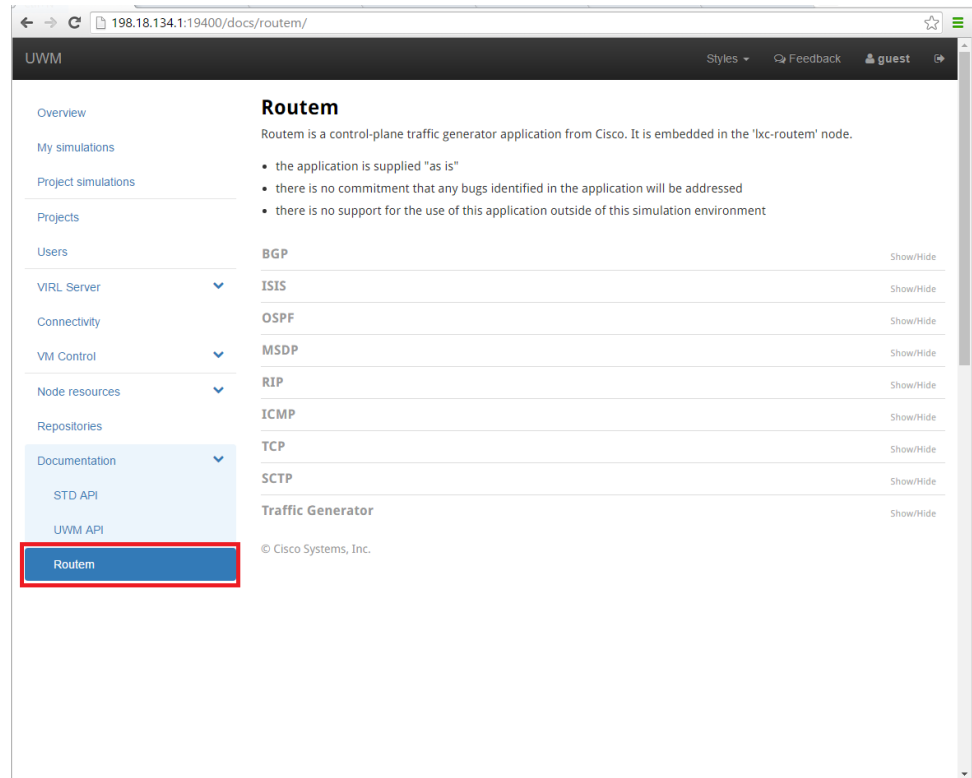 198.18.134.1:19400/docs/routem/
UWM
Styles
Feedback
guest
Overview
My simulations
Project simulations
Projects
Users
VIRL Server
Connectivity
VM Control
Node resources
Repositories
Documentation
STD API
UWM API
Routem
Routem
Routem is a control-plane traffic generator application from Cisco. It is embedded in the 'lxc-routem' node.
• the application is supplied "as is"
• there is no commitment that any bugs identified in the application will be addressed
• there is no support for the use of this application outside of this simulation environment
BGP Show/Hide
ISIS Show/Hide
OSPF Show/Hide
MSDP Show/Hide
RIP Show/Hide
ICMP Show/Hide
TCP Show/Hide
SCTP Show/Hide
Traffic Generator Show/Hide
© Cisco Systems, Inc.